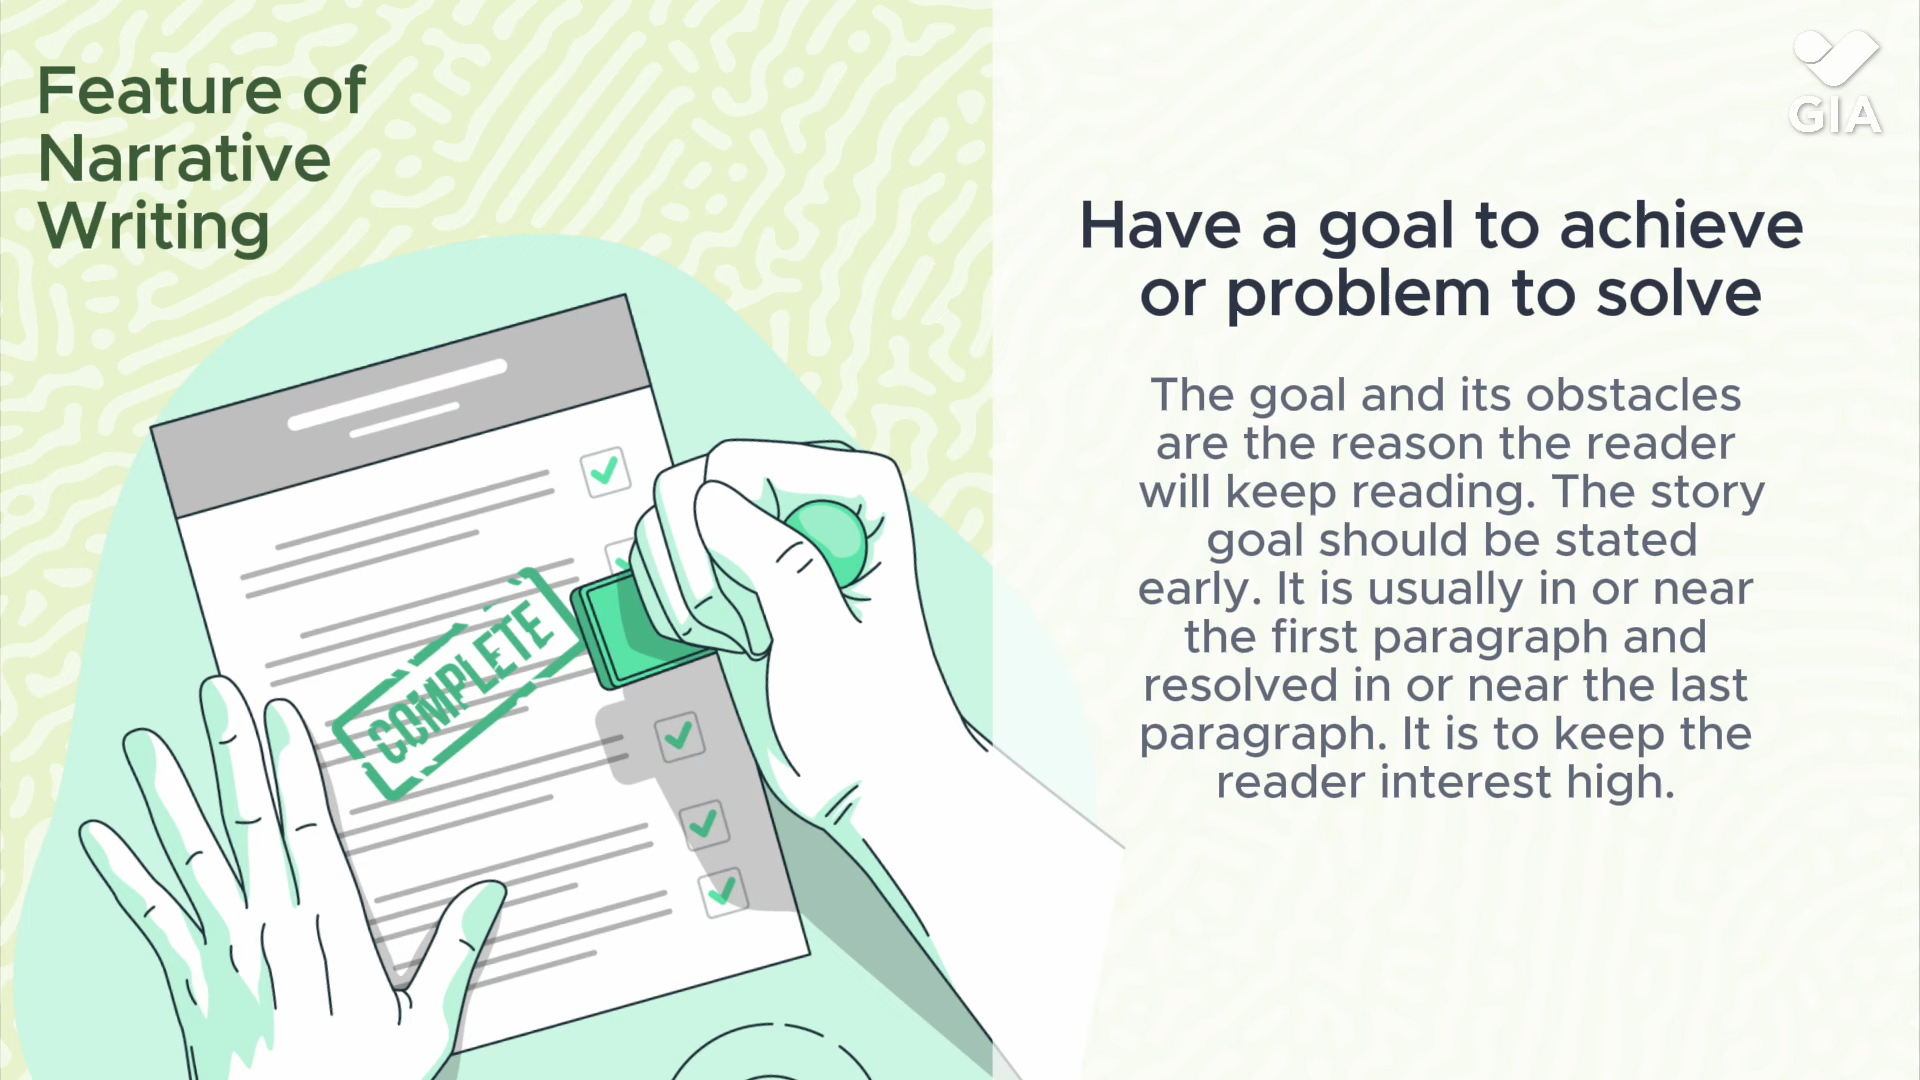 Feature of
Narrative
Writing
GIA
Have a goal to achieve
or problem to solve
The goal and its obstacles
are the reason the reader
will keep reading. The story
goal should be stated
early. It is usually in or near
the first paragraph and
resolved in or near the last
paragraph. It is to keep the
reader interest high.
COMPLETE